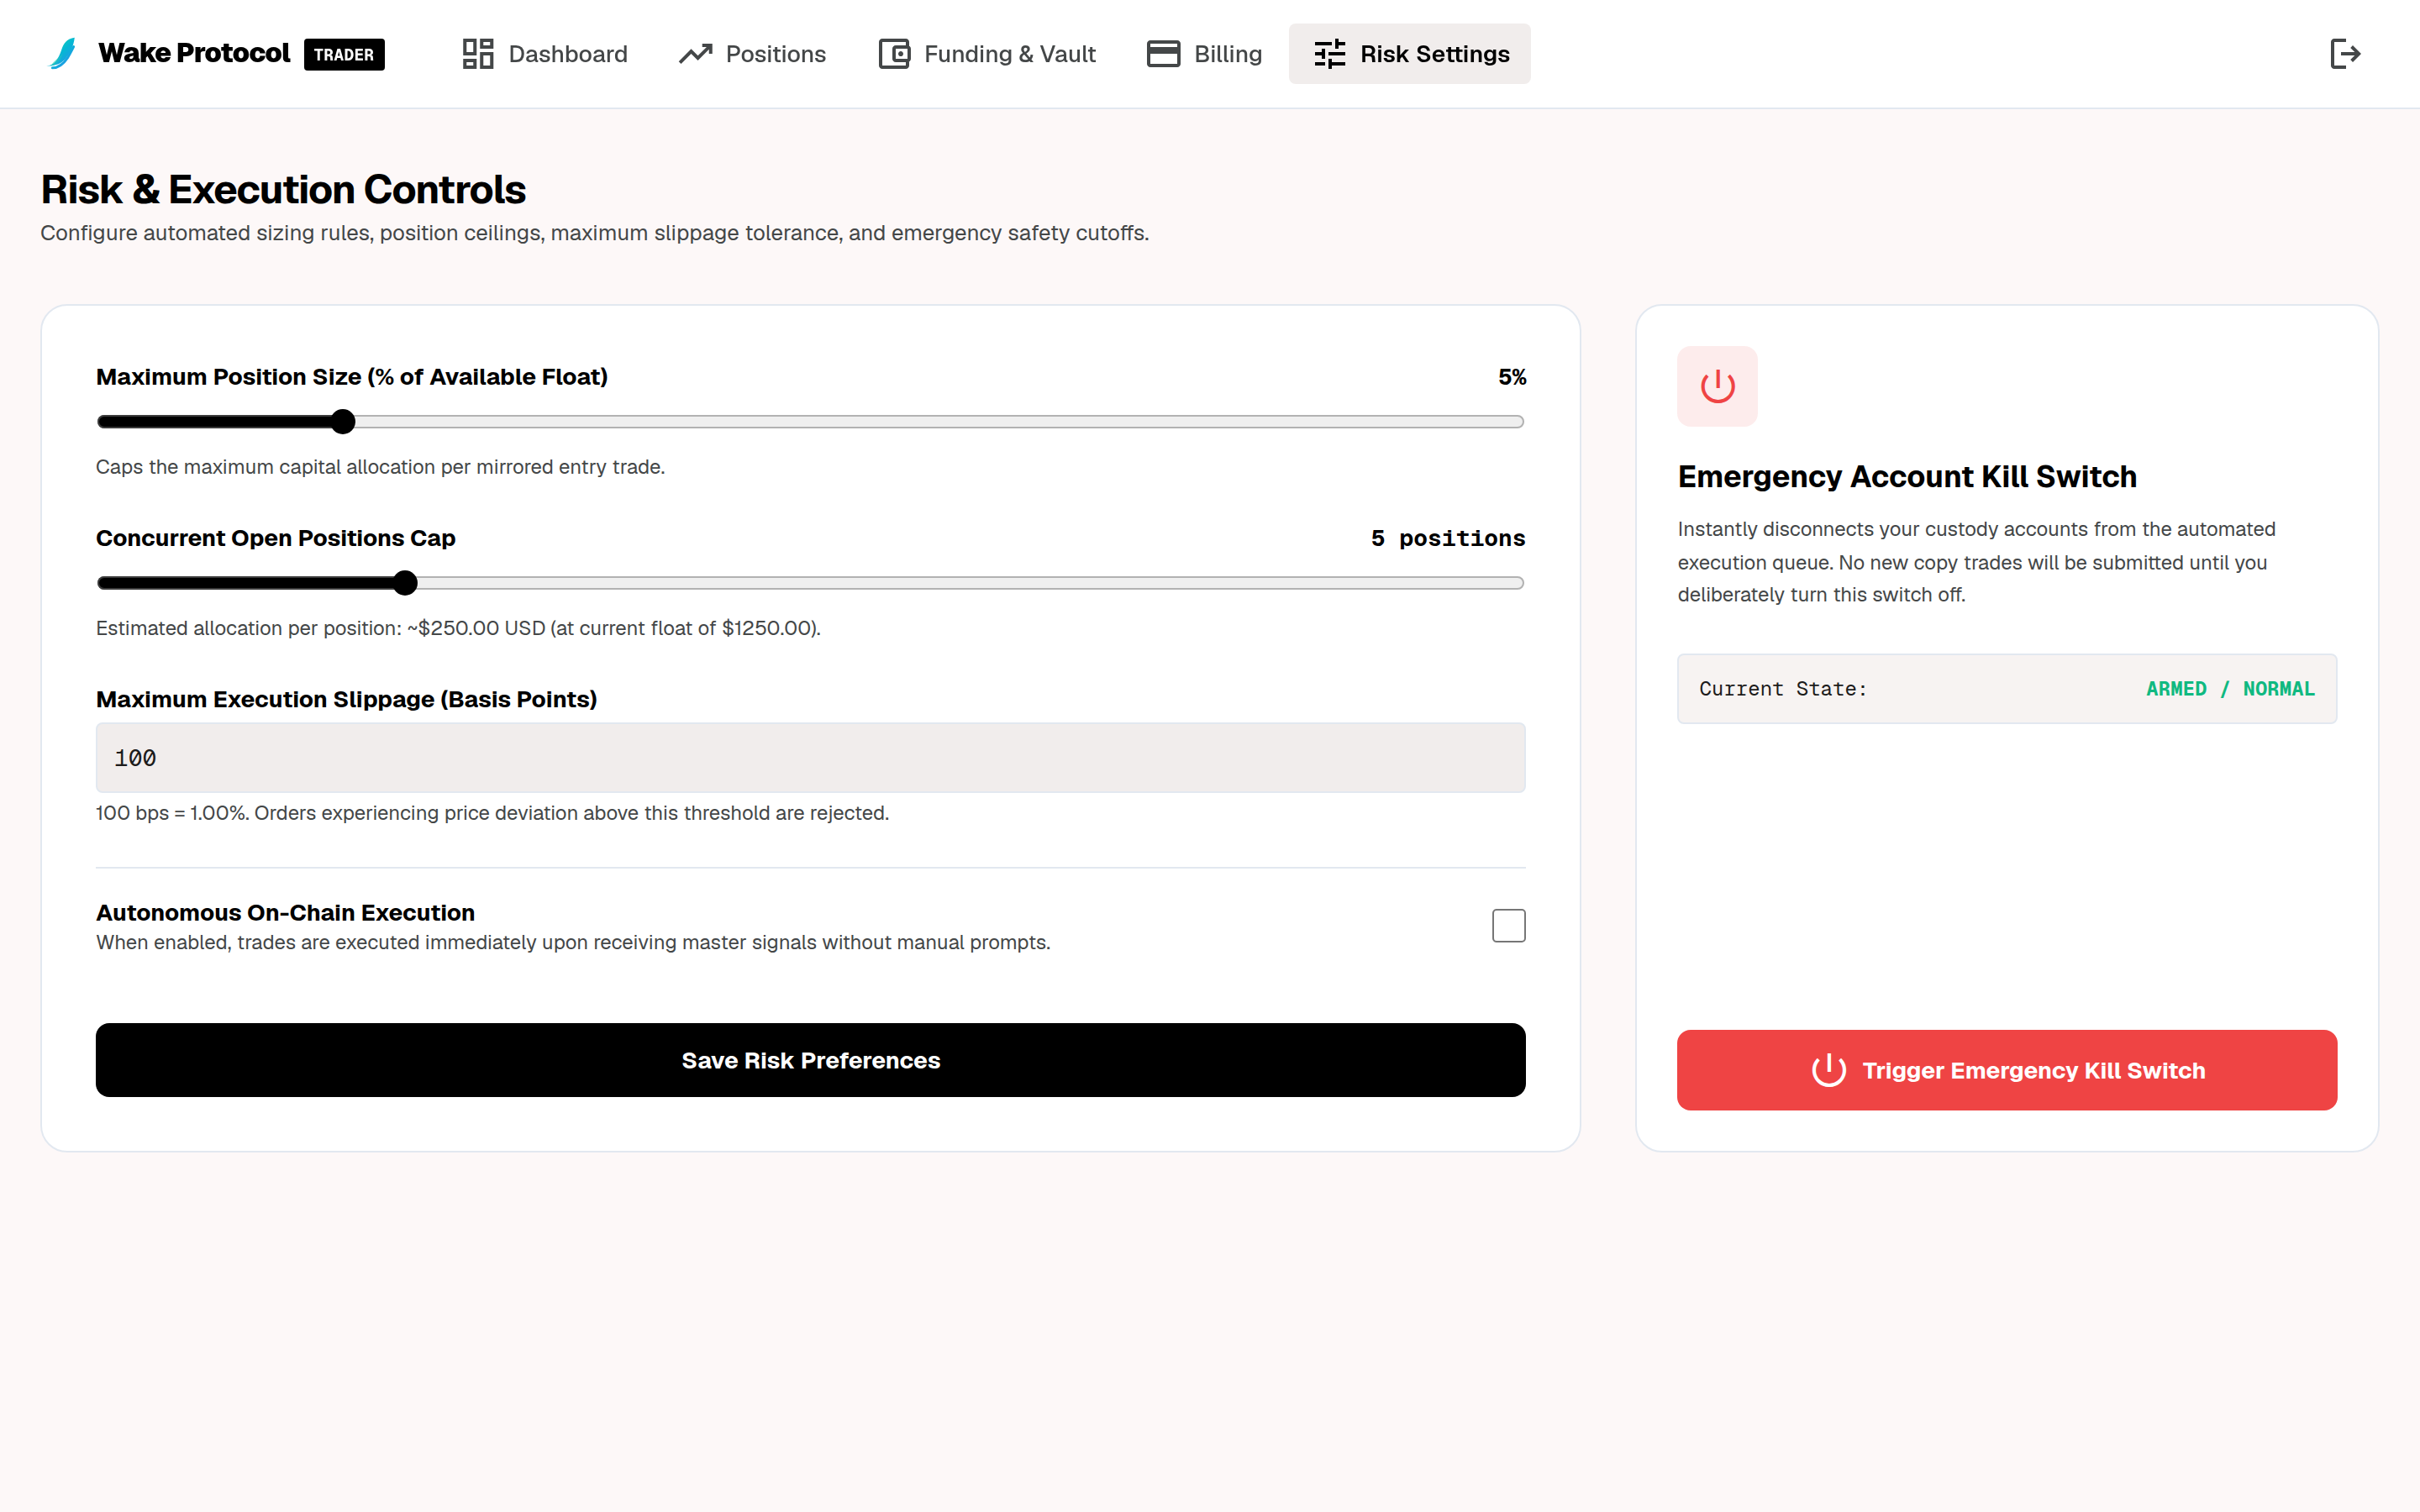 Wake Protocol TRADER Dashboard Positions Funding & Vault Billing Risk Settings
Risk & Execution Controls
Configure automated sizing rules, position ceilings, maximum slippage tolerance, and emergency safety cutoffs.
Maximum Position Size (% of Available Float) 5%
Caps the maximum capital allocation per mirrored entry trade.
Concurrent Open Positions Cap 5 positions
Estimated allocation per position: ~$250.00 USD (at current float of $1250.00).
Maximum Execution Slippage (Basis Points)
100
100 bps = 1.00%. Orders experiencing price deviation above this threshold are rejected.
Autonomous On-Chain Execution
When enabled, trades are executed immediately upon receiving master signals without manual prompts.
Save Risk Preferences
Emergency Account Kill Switch
Instantly disconnects your custody accounts from the automated
execution queue. No new copy trades will be submitted until you
deliberately turn this switch off.
Current State: ARMED / NORMAL
Trigger Emergency Kill Switch